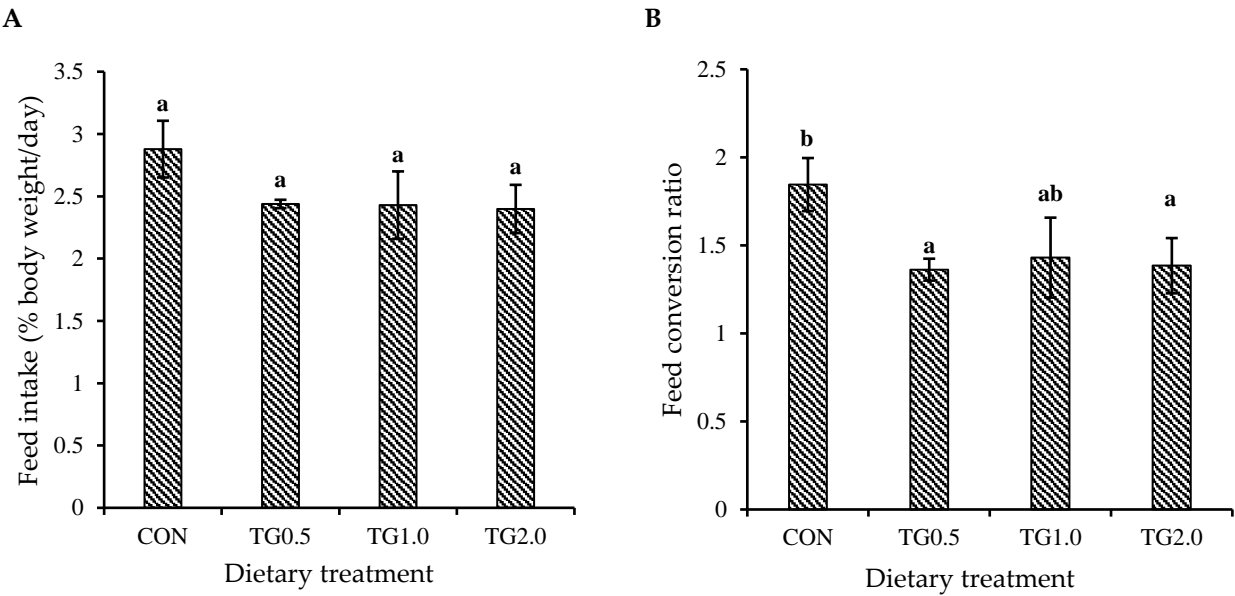 A
Feed intake (% body weight/day)
3.5
3
2.5
2
1.5
1
0.5
0
a
a
a
a
CON TG0.5 TG1.0 TG2.0
Dietary treatment
B
Feed conversion ratio
2.5
2
1.5
1
0.5
0
b
a
ab
a
CON TG0.5 TG1.0 TG2.0
Dietary treatment